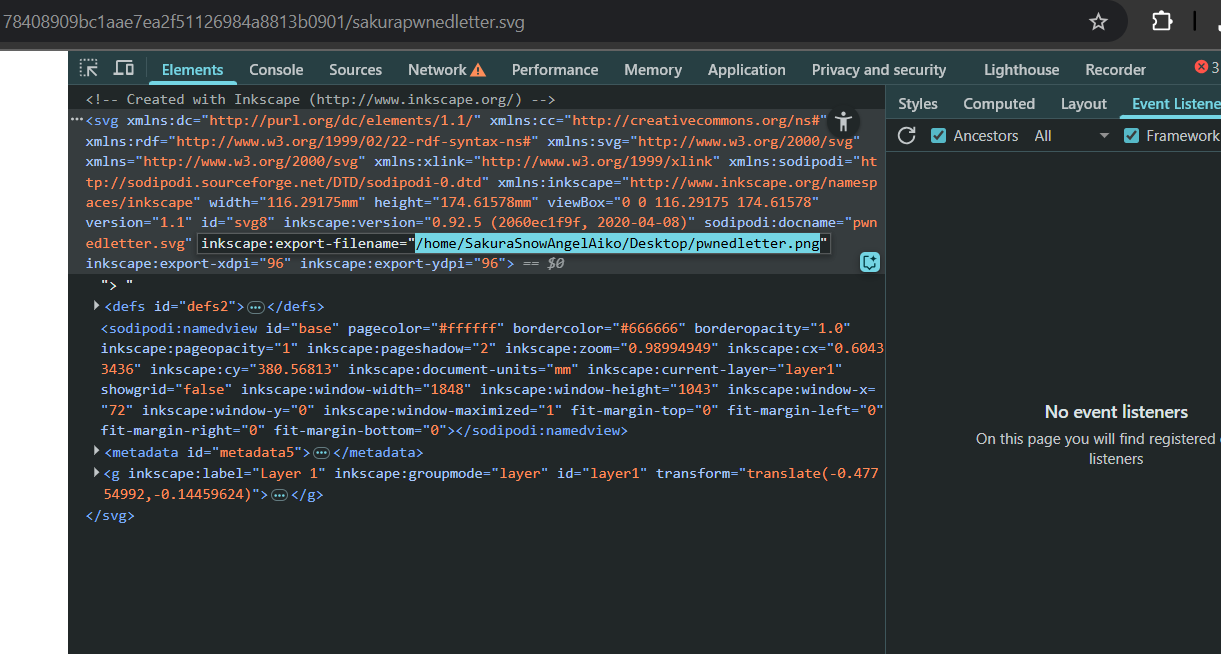 78408909bc1aae7ea2f51126984a8813b0901/sakurapwnedletter.svg
Elements Console Sources Network Performance Memory Application Privacy and security Lighthouse Recorder 3
<!-- Created with Inkscape (http://www.inkscape.org/) -->
<svg xmlns:dc="http://purl.org/dc/elements/1.1/" xmlns:cc="http://creativecommons.org/ns#"
xmlns:rdf="http://www.w3.org/1999/02/22-rdf-syntax-ns#" xmlns:svg="http://www.w3.org/2000/svg"
xmlns="http://www.w3.org/2000/svg" xmlns:xlink="http://www.w3.org/1999/xlink" xmlns:sodipodi="ht
tp://sodipodi.sourceforge.net/DTD/sodipodi-0.dtd" xmlns:inkscape="http://www.inkscape.org/namesp
aces/inkscape" width="116.29175mm" height="174.61578mm" viewBox="0 0 116.29175 174.61578"
version="1.1" id="svg8" inkscape:version="0.92.5 (2060ec1f9f, 2020-04-08)" sodipodi:docname="pwn
edletter.svg" inkscape:export-filename="/home/SakuraSnowAngelAiko/Desktop/pwnedletter.png"
inkscape:export-xdpi="96" inkscape:export-ydpi="96"> == $0
"> "
<defs id="defs2">…</defs>
<sodipodi:namedview id="base" pagecolor="#ffffff" bordercolor="#666666" borderopacity="1.0"
inkscape:pageopacity="1" inkscape:pageshadow="2" inkscape:zoom="0.98994949" inkscape:cx="0.6043
3436" inkscape:cy="380.56813" inkscape:document-units="mm" inkscape:current-layer="layer1"
showgrid="false" inkscape:window-width="1848" inkscape:window-height="1043" inkscape:window-x=
"72" inkscape:window-y="0" inkscape:window-maximized="1" fit-margin-top="0" fit-margin-left="0"
fit-margin-right="0" fit-margin-bottom="0"></sodipodi:namedview>
<metadata id="metadata5">…</metadata>
<g inkscape:label="Layer 1" inkscape:groupmode="layer" id="layer1" transform="translate(-0.477
54992,-0.14459624)">…</g>
</svg>
Styles Computed Layout Event Listene
Ancestors All Framework
No event listeners
On this page you will find registered
listeners